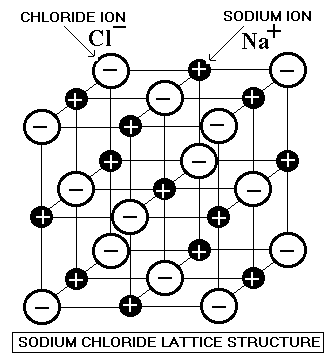 CHLORIDE ION
SODIUM ION
Cl⁻
Na⁺
− + −
+ − +
− + −
+ − +
− + −
+ − +
− + −
+ − +
− + −
SODIUM CHLORIDE LATTICE STRUCTURE